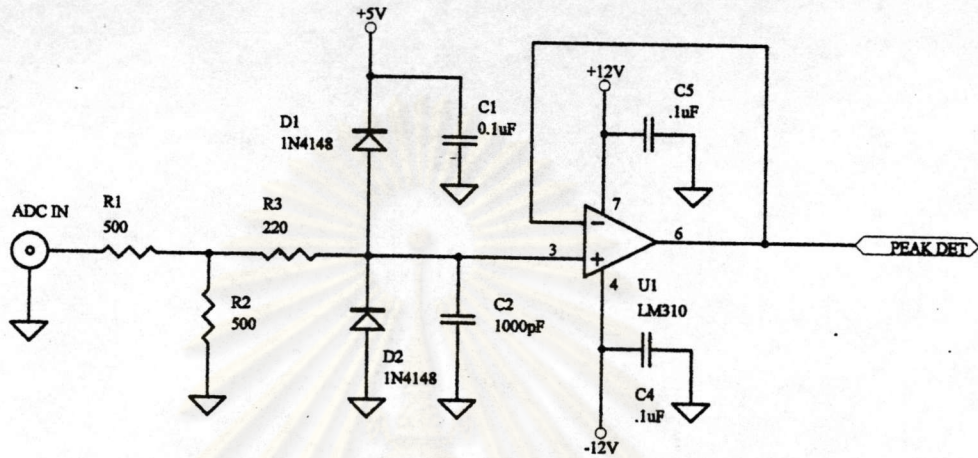 +5V
+12V
C5
.1uF
D1
1N4148
C1
0.1uF
7
ADC IN
R1
500
R3
220
3
6
PEAK DET
4
U1
LM310
R2
500
C2
1000pF
D2
1N4148
C4
.1uF
-12V